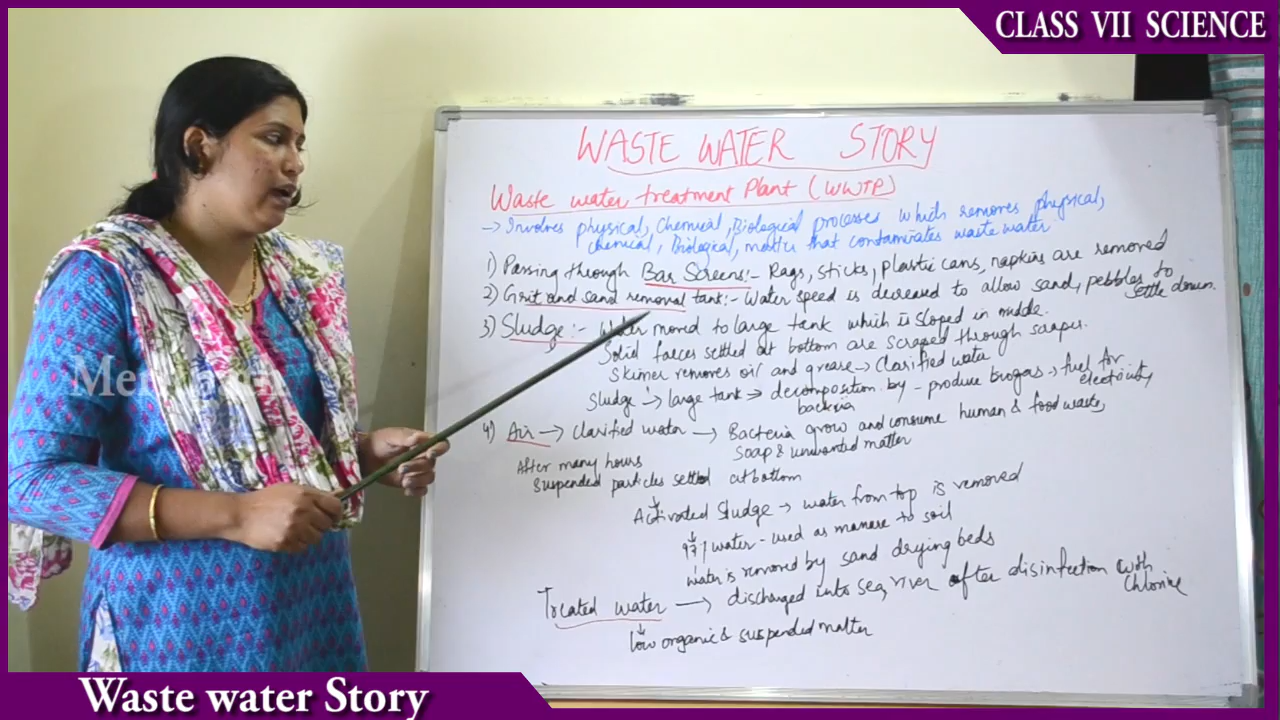 CLASS VII SCIENCE
WASTE WATER STORY
Waste water treatment Plant (WWTP)
→ Involves physical, Chemical, Biological processes which removes physical,
chemical, Biological, matter that contaminates waste water
1) Passing through Bar Screens:- Rags, sticks, plastic cans, napkins are removed
2) Grit and sand removal tank:- Water speed is decreased to allow sand, pebbles to
settle down.
3) Sludge:- Water moved to large tank which is sloped in middle.
Solid faeces settled at bottom are scraped through scraper.
Skimer removes oil and grease → Clarified water
Sludge → large tank → decomposition by - produce biogas → fuel for
bacteria electricity
4) Air → clarified water → Bacteria grow and consume human & food waste,
Soap & unwanted matter
After many hours
suspended particles settled at bottom
Activated Sludge → water from top is removed
97% water - used as manure to soil
water is removed by sand drying beds
Treated water → discharged into sea, river after disinfection with
Chlorine
low organic & suspended matter
Waste water Story